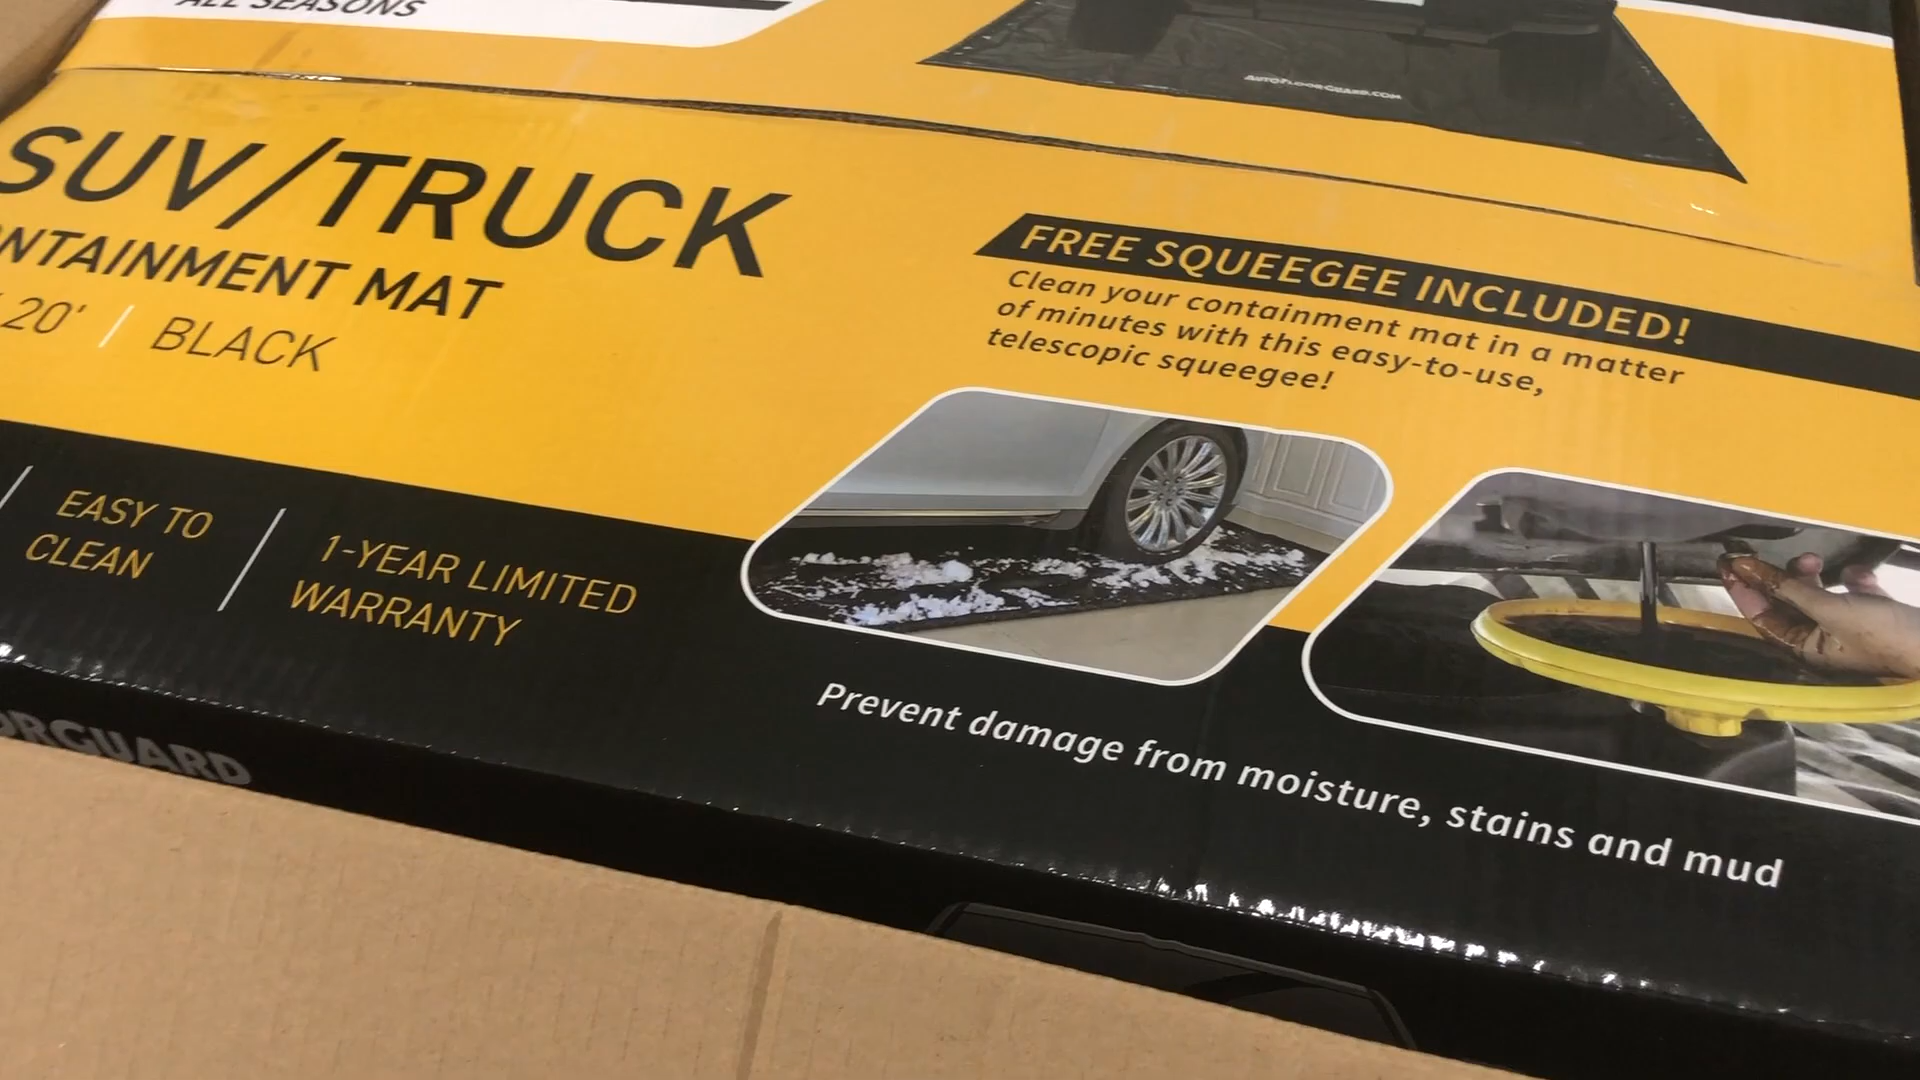 ALL SEASONS
AUTOFLOORGUARD.COM
SUV/TRUCK
ONTAINMENT MAT
20' | BLACK
FREE SQUEEGEE INCLUDED!
Clean your containment mat in a matter
of minutes with this easy-to-use,
telescopic squeegee!
EASY TO
CLEAN
1-YEAR LIMITED
WARRANTY
Prevent damage from moisture, stains and mud
ORGUARD